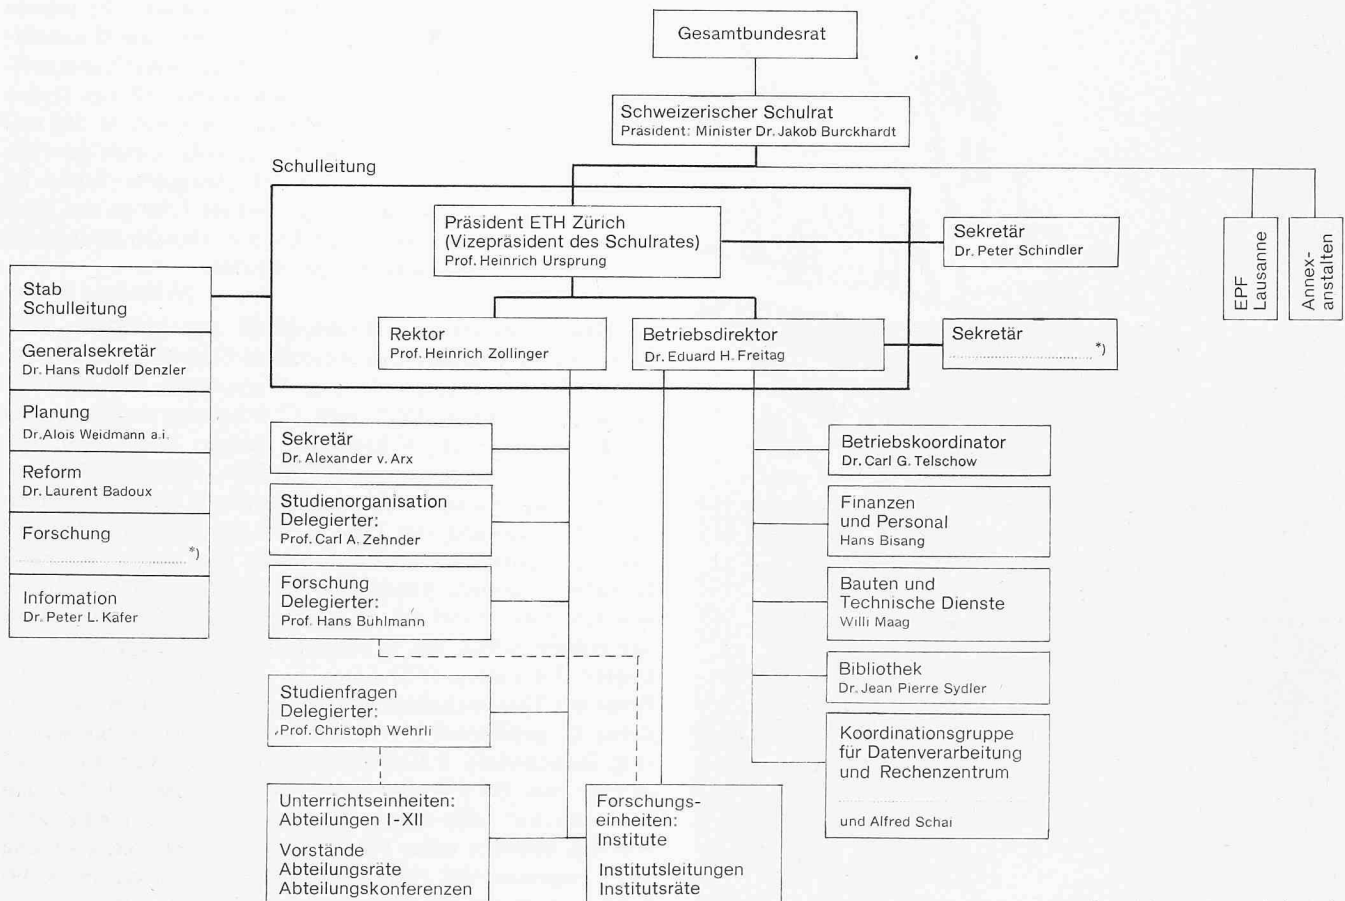 Gesamtbundesrat
Schweizerischer Schulrat
Präsident: Minister Dr. Jakob Burckhardt
Schulleitung
Präsident ETH Zürich
(Vizepräsident des Schulrates)
Prof. Heinrich Ursprung
Sekretär
Dr. Peter Schindler
EPF
Lausanne
Annex-
anstalten
Stab
Schulleitung
Generalsekretär
Dr. Hans Rudolf Denzler
Planung
Dr. Alois Weidmann a.i.
Reform
Dr. Laurent Badoux
Forschung
*)
Information
Dr. Peter L. Käfer
Rektor
Prof. Heinrich Zollinger
Betriebsdirektor
Dr. Eduard H. Freitag
Sekretär
*)
Sekretär
Dr. Alexander v. Arx
Studienorganisation
Delegierter:
Prof. Carl A. Zehnder
Forschung
Delegierter:
Prof. Hans Bühlmann
Studienfragen
Delegierter:
Prof. Christoph Wehrli
Unterrichtseinheiten:
Abteilungen I-XII
Vorstände
Abteilungsräte
Abteilungskonferenzen
Forschungs-
einheiten:
Institute
Institutsleitungen
Institutsräte
Betriebskoordinator
Dr. Carl G. Telschow
Finanzen
und Personal
Hans Bisang
Bauten und
Technische Dienste
Willi Maag
Bibliothek
Dr. Jean Pierre Sydler
Koordinationsgruppe
für Datenverarbeitung
und Rechenzentrum
und Alfred Schai